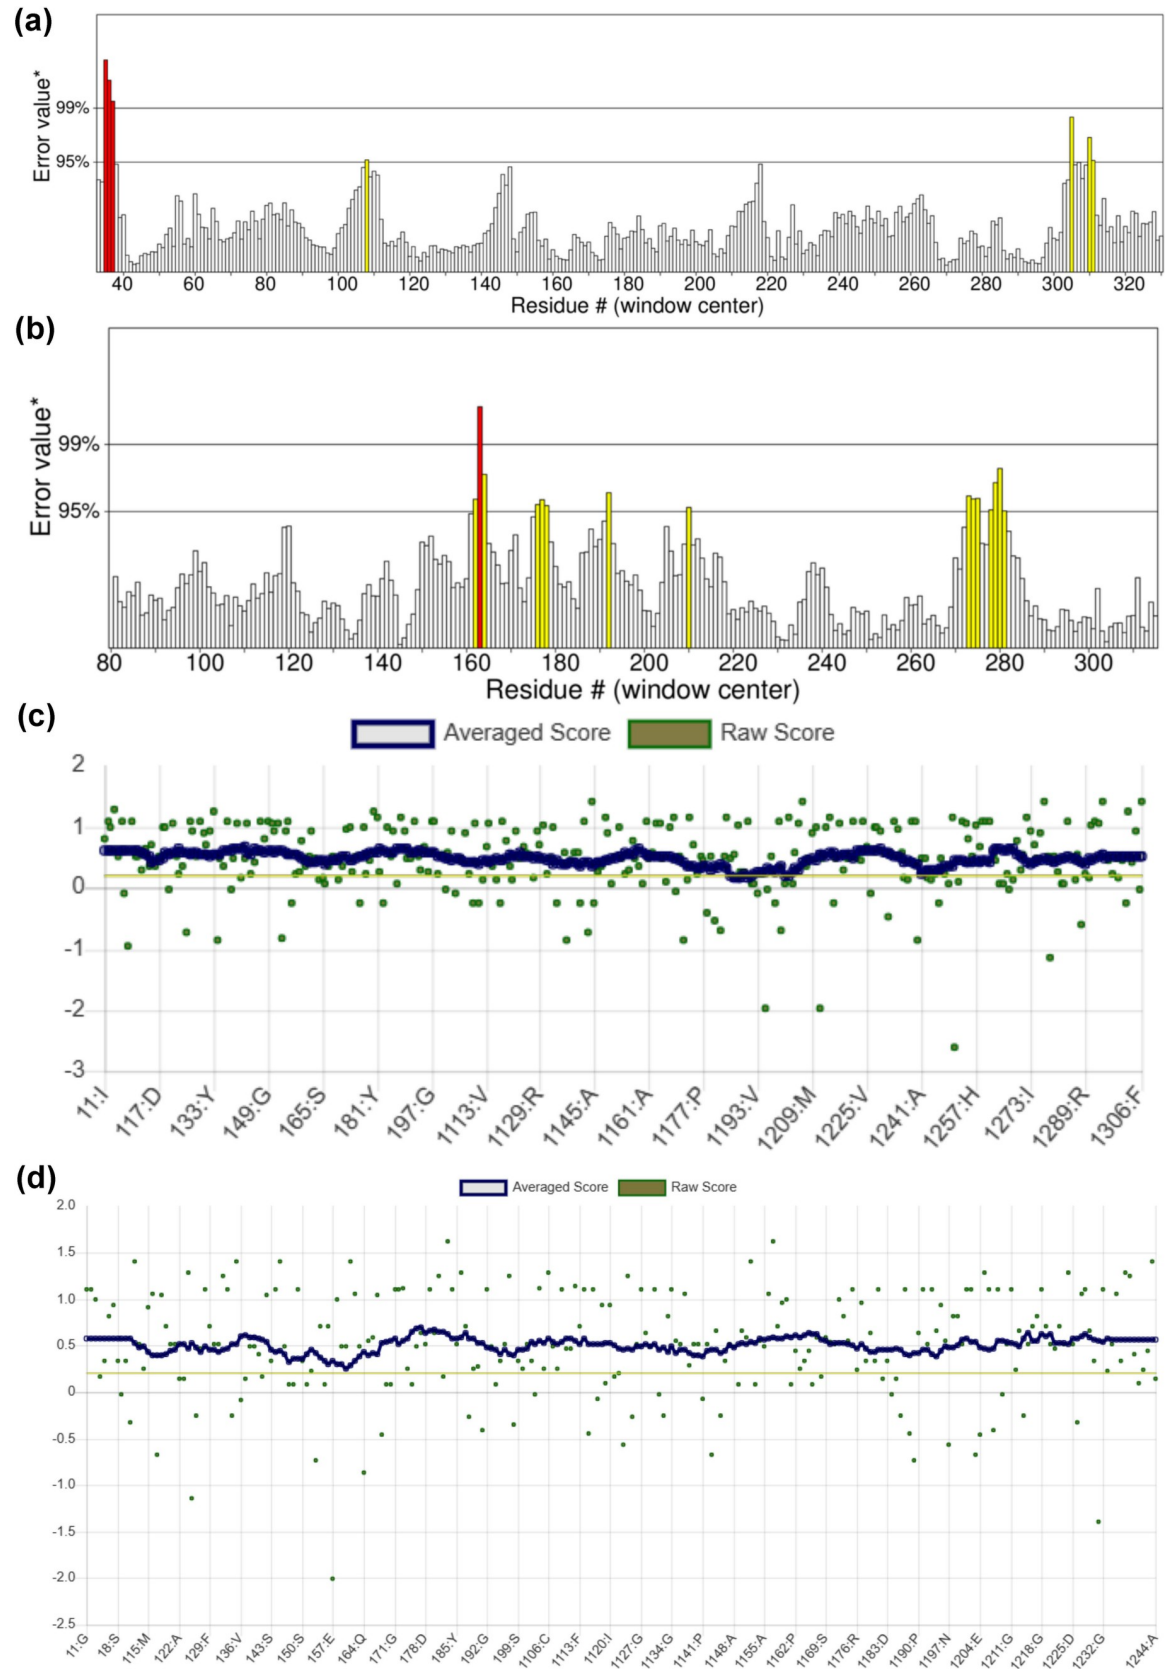 (a)
Error value*
99%
95%
40 60 80 100 120 140 160 180 200 220 240 260 280 300 320
Residue # (window center)
(b)
Error value*
99%
95%
80 100 120 140 160 180 200 220 240 260 280 300
Residue # (window center)
(c)
Averaged Score Raw Score
2
1
0
-1
-2
-3
11:I 117:D 133:Y 149:G 165:S 181:Y 197:G 1113:V 1129:R 1145:A 1161:A 1177:P 1193:V 1209:M 1225:V 1241:A 1257:H 1273:I 1289:R 1306:F
(d)
Averaged Score Raw Score
2.0
1.5
1.0
0.5
0
-0.5
-1.0
-1.5
-2.0
-2.5
11:G 18:S 115:M 122:A 129:F 136:V 143:S 150:S 157:E 164:Q 171:G 178:D 185:Y 192:G 199:S 1106:C 1113:F 1120:I 1127:G 1134:G 1141:P 1148:A 1155:A 1162:P 1169:S 1176:R 1183:D 1190:P 1197:N 1204:E 1211:G 1218:G 1225:D 1232:G 1244:A